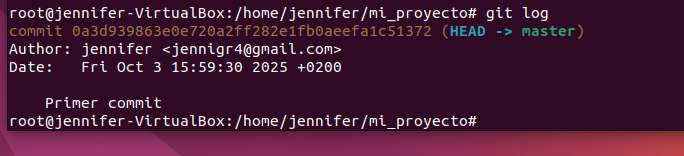 root@jennifer-VirtualBox:/home/jennifer/mi_proyecto# git log
commit 0a3d939863e0e720a2ff282e1fb0aeefa1c51372 (HEAD -> master)
Author: jennifer <jennigr4@gmail.com>
Date:   Fri Oct 3 15:59:30 2025 +0200

    Primer commit
root@jennifer-VirtualBox:/home/jennifer/mi_proyecto#